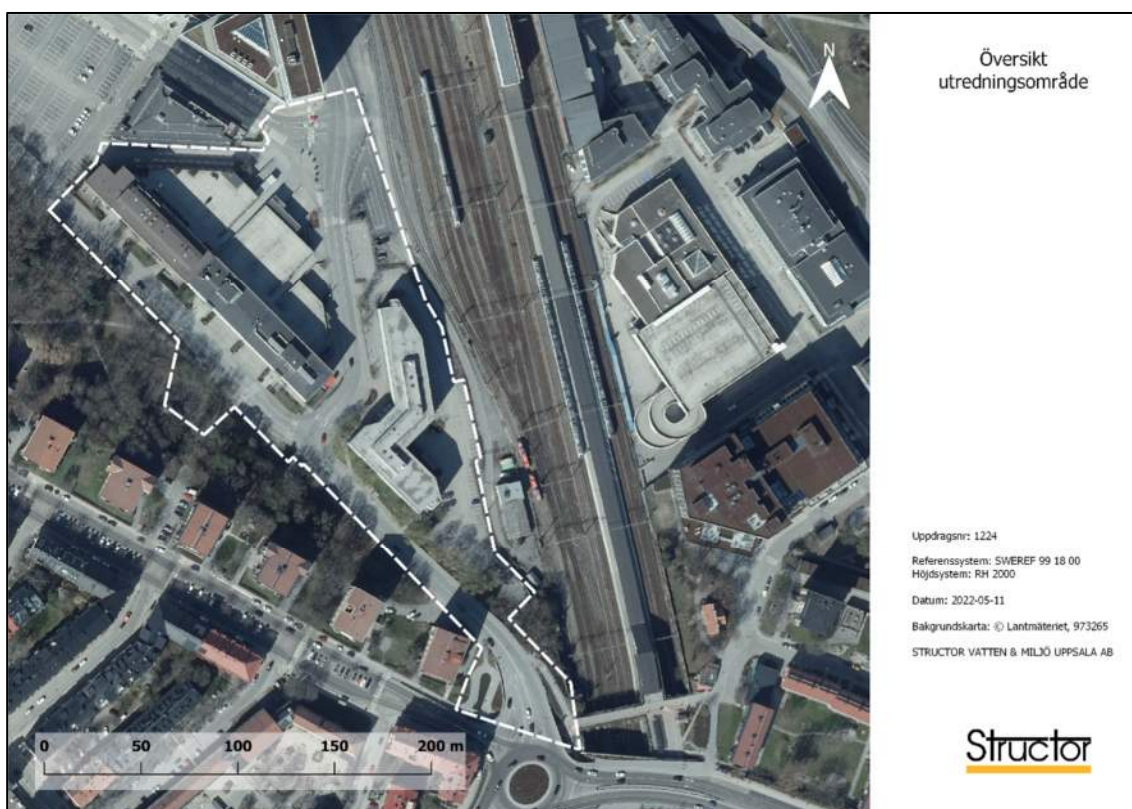 Översikt
utredningsområde
N
Uppdragsnr: 1224
Referenssystem: SWEREF 99 18 00
Höjdsystem: RH 2000
Datum: 2022-05-11
Bakgrundskarta: © Lantmäteriet, 973265
STRUCTOR VATTEN & MILJÖ UPPSALA AB
0 50 100 150 200 m
Structor